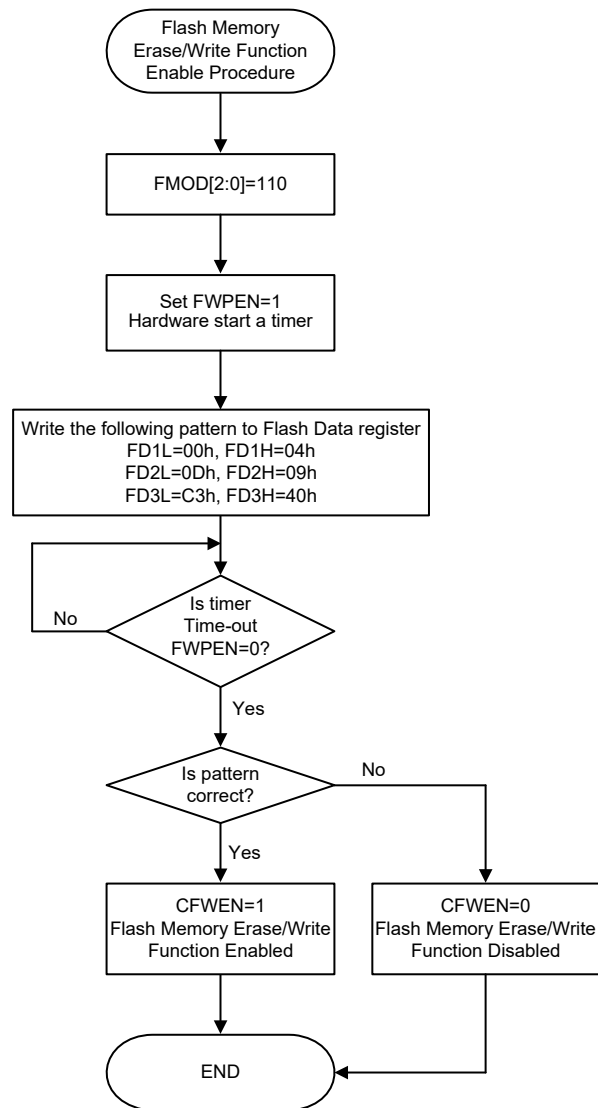 Flash Memory
Erase/Write Function
Enable Procedure
FMOD[2:0]=110
Set FWPEN=1
Hardware start a timer
Write the following pattern to Flash Data register
FD1L=00h, FD1H=04h
FD2L=0Dh, FD2H=09h
FD3L=C3h, FD3H=40h
Is timer
Time-out
FWPEN=0?
No
Yes
Is pattern
correct?
No
Yes
CFWEN=1
Flash Memory Erase/Write
Function Enabled
CFWEN=0
Flash Memory Erase/Write
Function Disabled
END